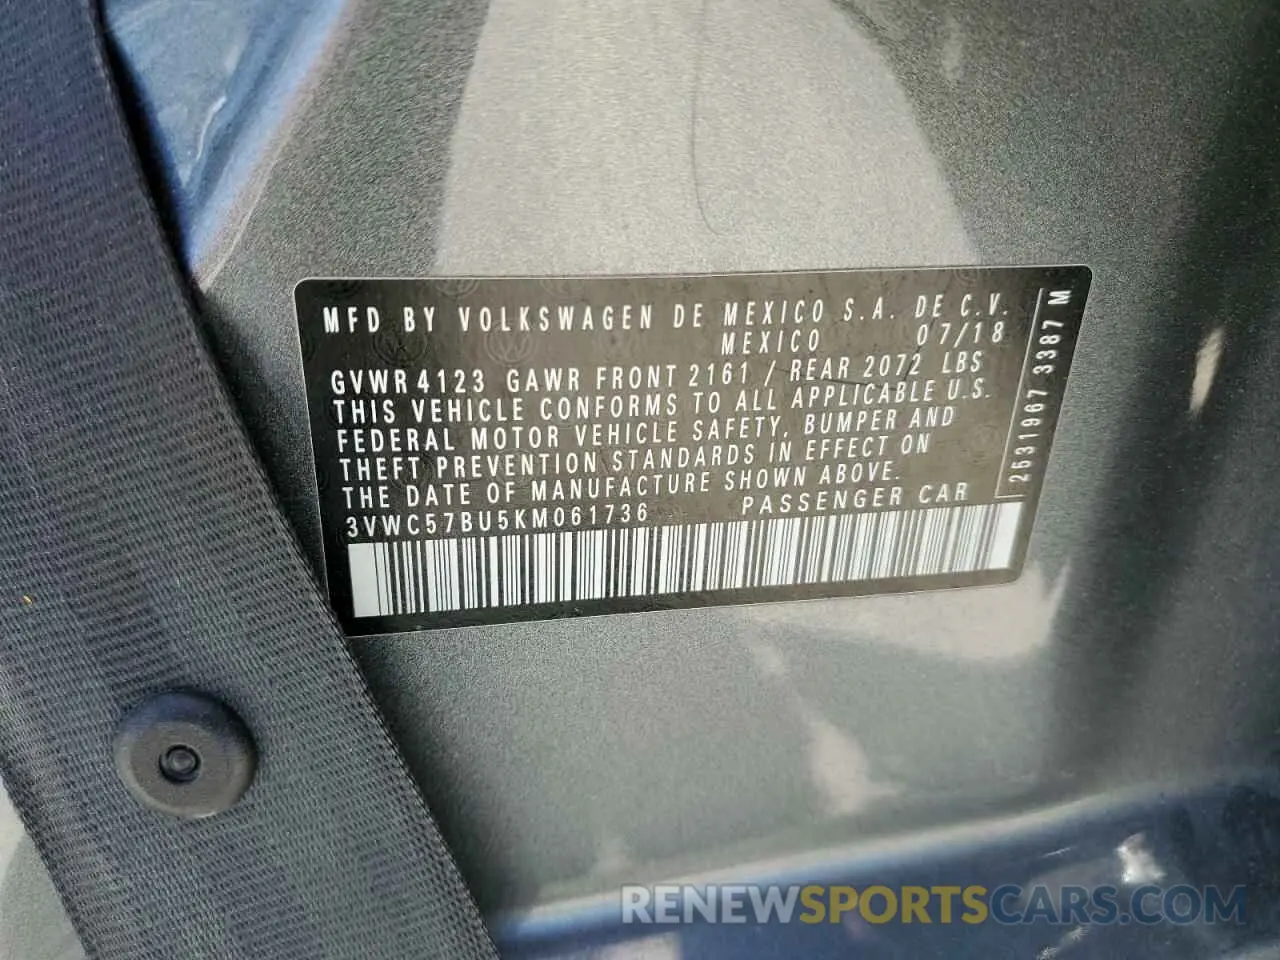 MFD BY VOLKSWAGEN DE MEXICO S.A. DE C.V.
MEXICO 07/18
GVWR 4123 GAWR FRONT 2161 / REAR 2072 LBS
THIS VEHICLE CONFORMS TO ALL APPLICABLE U.S.
FEDERAL MOTOR VEHICLE SAFETY, BUMPER AND
THEFT PREVENTION STANDARDS IN EFFECT ON
THE DATE OF MANUFACTURE SHOWN ABOVE.
3VWC57BU5KM061736 PASSENGER CAR
2531967 3387 M
RENEWSPORTSCARS.COM